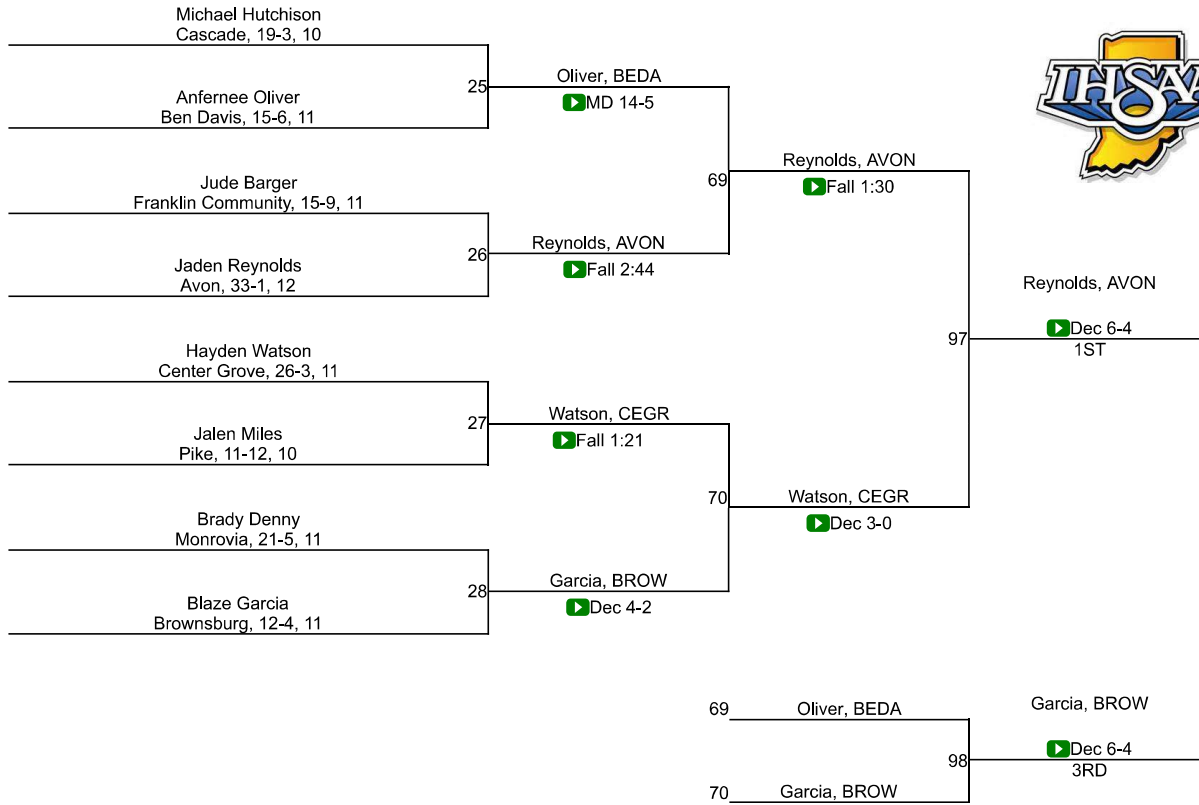 Michael Hutchison
Cascade, 19-3, 10
25
Oliver, BEDA
MD 14-5
Anfernee Oliver
Ben Davis, 15-6, 11
69
Reynolds, AVON
Fall 1:30
Jude Barger
Franklin Community, 15-9, 11
26
Reynolds, AVON
Fall 2:44
Jaden Reynolds
Avon, 33-1, 12
97
Reynolds, AVON
Dec 6-4
1ST
Hayden Watson
Center Grove, 26-3, 11
27
Watson, CEGR
Fall 1:21
Jalen Miles
Pike, 11-12, 10
70
Watson, CEGR
Dec 3-0
Brady Denny
Monrovia, 21-5, 11
28
Garcia, BROW
Dec 4-2
Blaze Garcia
Brownsburg, 12-4, 11
69
Oliver, BEDA
98
Garcia, BROW
Dec 6-4
3RD
70
Garcia, BROW
IHSAA